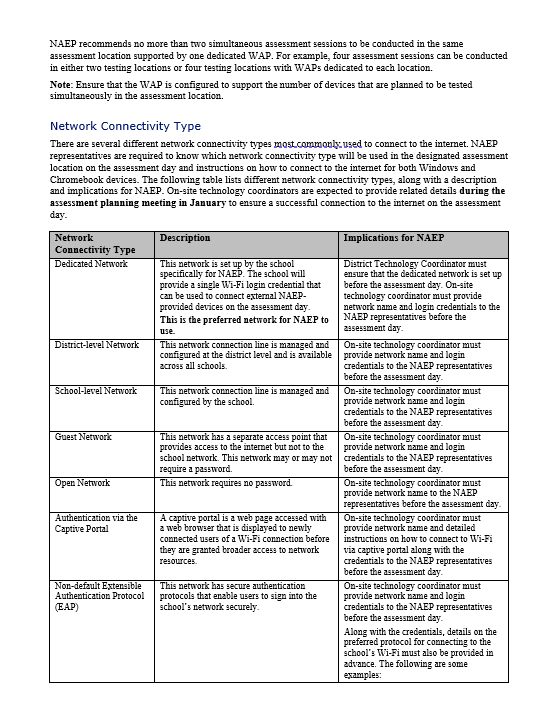 NAEP recommends no more than two simultaneous assessment sessions to be conducted in the same
assessment location supported by one dedicated WAP. For example, four assessment sessions can be conducted
in either two testing locations or four testing locations with WAPs dedicated to each location.
Note: Ensure that the WAP is configured to support the number of devices that are planned to be tested
simultaneously in the assessment location.
Network Connectivity Type
There are several different network connectivity types most commonly used to connect to the internet. NAEP
representatives are required to know which network connectivity type will be used in the designated assessment
location on the assessment day and instructions on how to connect to the internet for both Windows and
Chromebook devices. The following table lists different network connectivity types, along with a description
and implications for NAEP. On-site technology coordinators are expected to provide related details during the
assessment planning meeting in January to ensure a successful connection to the internet on the assessment
day.
Network
Connectivity Type
Description
Implications for NAEP
Dedicated Network
This network is set up by the school
specifically for NAEP. The school will
provide a single Wi-Fi login credential that
can be used to connect external NAEP-
provided devices on the assessment day.
This is the preferred network for NAEP to
use.
District Technology Coordinator must
ensure that the dedicated network is set up
before the assessment day. On-site
technology coordinator must provide
network name and login credentials to the
NAEP representatives before the
assessment day.
District-level Network
This network connection line is managed and
configured at the district level and is available
across all schools.
On-site technology coordinator must
provide network name and login
credentials to the NAEP representatives
before the assessment day.
School-level Network
This network connection line is managed and
configured by the school.
On-site technology coordinator must
provide network name and login
credentials to the NAEP representatives
before the assessment day.
Guest Network
This network has a separate access point that
provides access to the internet but not to the
school network. This network may or may not
require a password.
On-site technology coordinator must
provide network name and login
credentials to the NAEP representatives
before the assessment day.
Open Network
This network requires no password.
On-site technology coordinator must
provide network name to the NAEP
representatives before the assessment day.
Authentication via the
Captive Portal
A captive portal is a web page accessed with
a web browser that is displayed to newly
connected users of a Wi-Fi connection before
they are granted broader access to network
resources.
On-site technology coordinator must
provide network name and detailed
instructions on how to connect to Wi-Fi
via captive portal along with the
credentials to the NAEP representatives
before the assessment day.
Non-default Extensible
Authentication Protocol
(EAP)
This network has secure authentication
protocols that enable users to sign into the
school's network securely.
On-site technology coordinator must
provide network name and login
credentials to the NAEP representatives
before the assessment day.
Along with the credentials, details on the
preferred protocol for connecting to the
school's Wi-Fi must also be provided in
advance. The following are some
examples: